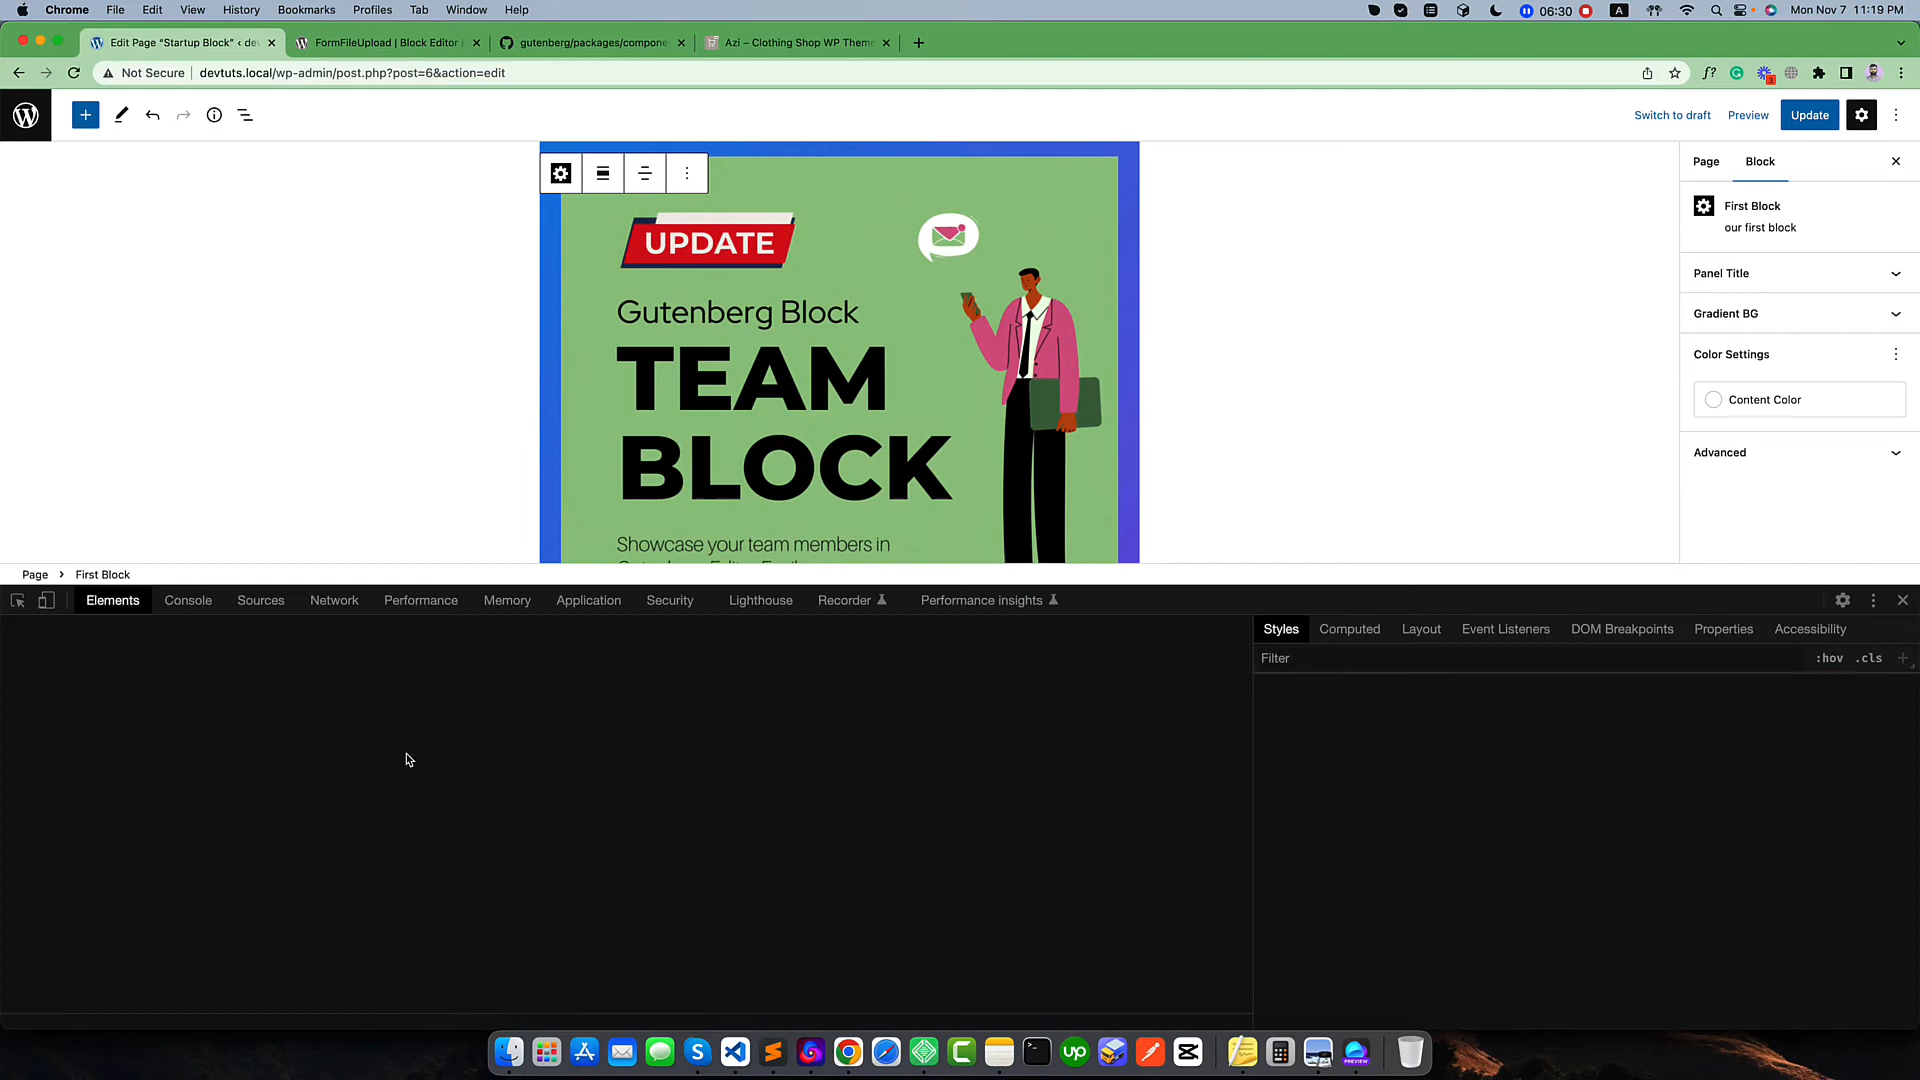 Chrome File Edit View History Bookmarks Profiles Tab Window Help 06:30 A Mon Nov 7 11:19 PM
Edit Page “Startup Block” ‹ dev FormFileUpload | Block Editor gutenberg/packages/compone Azi – Clothing Shop WP Theme
Not Secure devtuts.local/wp-admin/post.php?post=6&action=edit
Switch to draft Preview Update
Page Block
First Block
our first block
Panel Title
Gradient BG
Color Settings
Content Color
Advanced
UPDATE
Gutenberg Block
TEAM
BLOCK
Showcase your team members in
Page First Block
Elements Console Sources Network Performance Memory Application Security Lighthouse Recorder Performance insights
Styles Computed Layout Event Listeners DOM Breakpoints Properties Accessibility
Filter :hov .cls
up PREVIEW